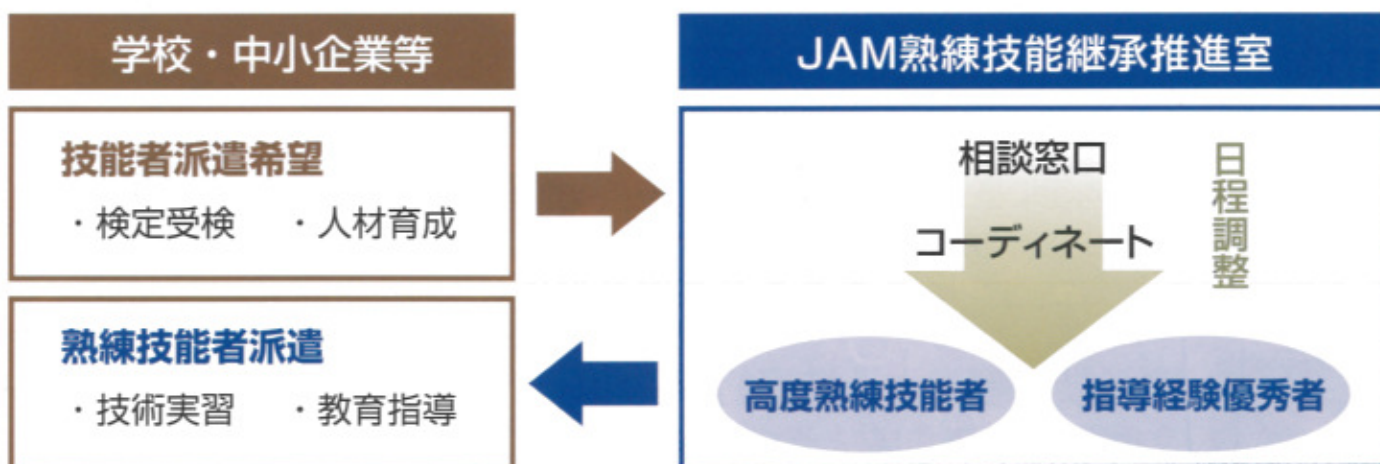 学校・中小企業等
技能者派遣希望
・検定受検 ・人材育成
熟練技能者派遣
・技術実習 ・教育指導
JAM熟練技能継承推進室
相談窓口
コーディネート
日程調整
高度熟練技能者 指導経験優秀者